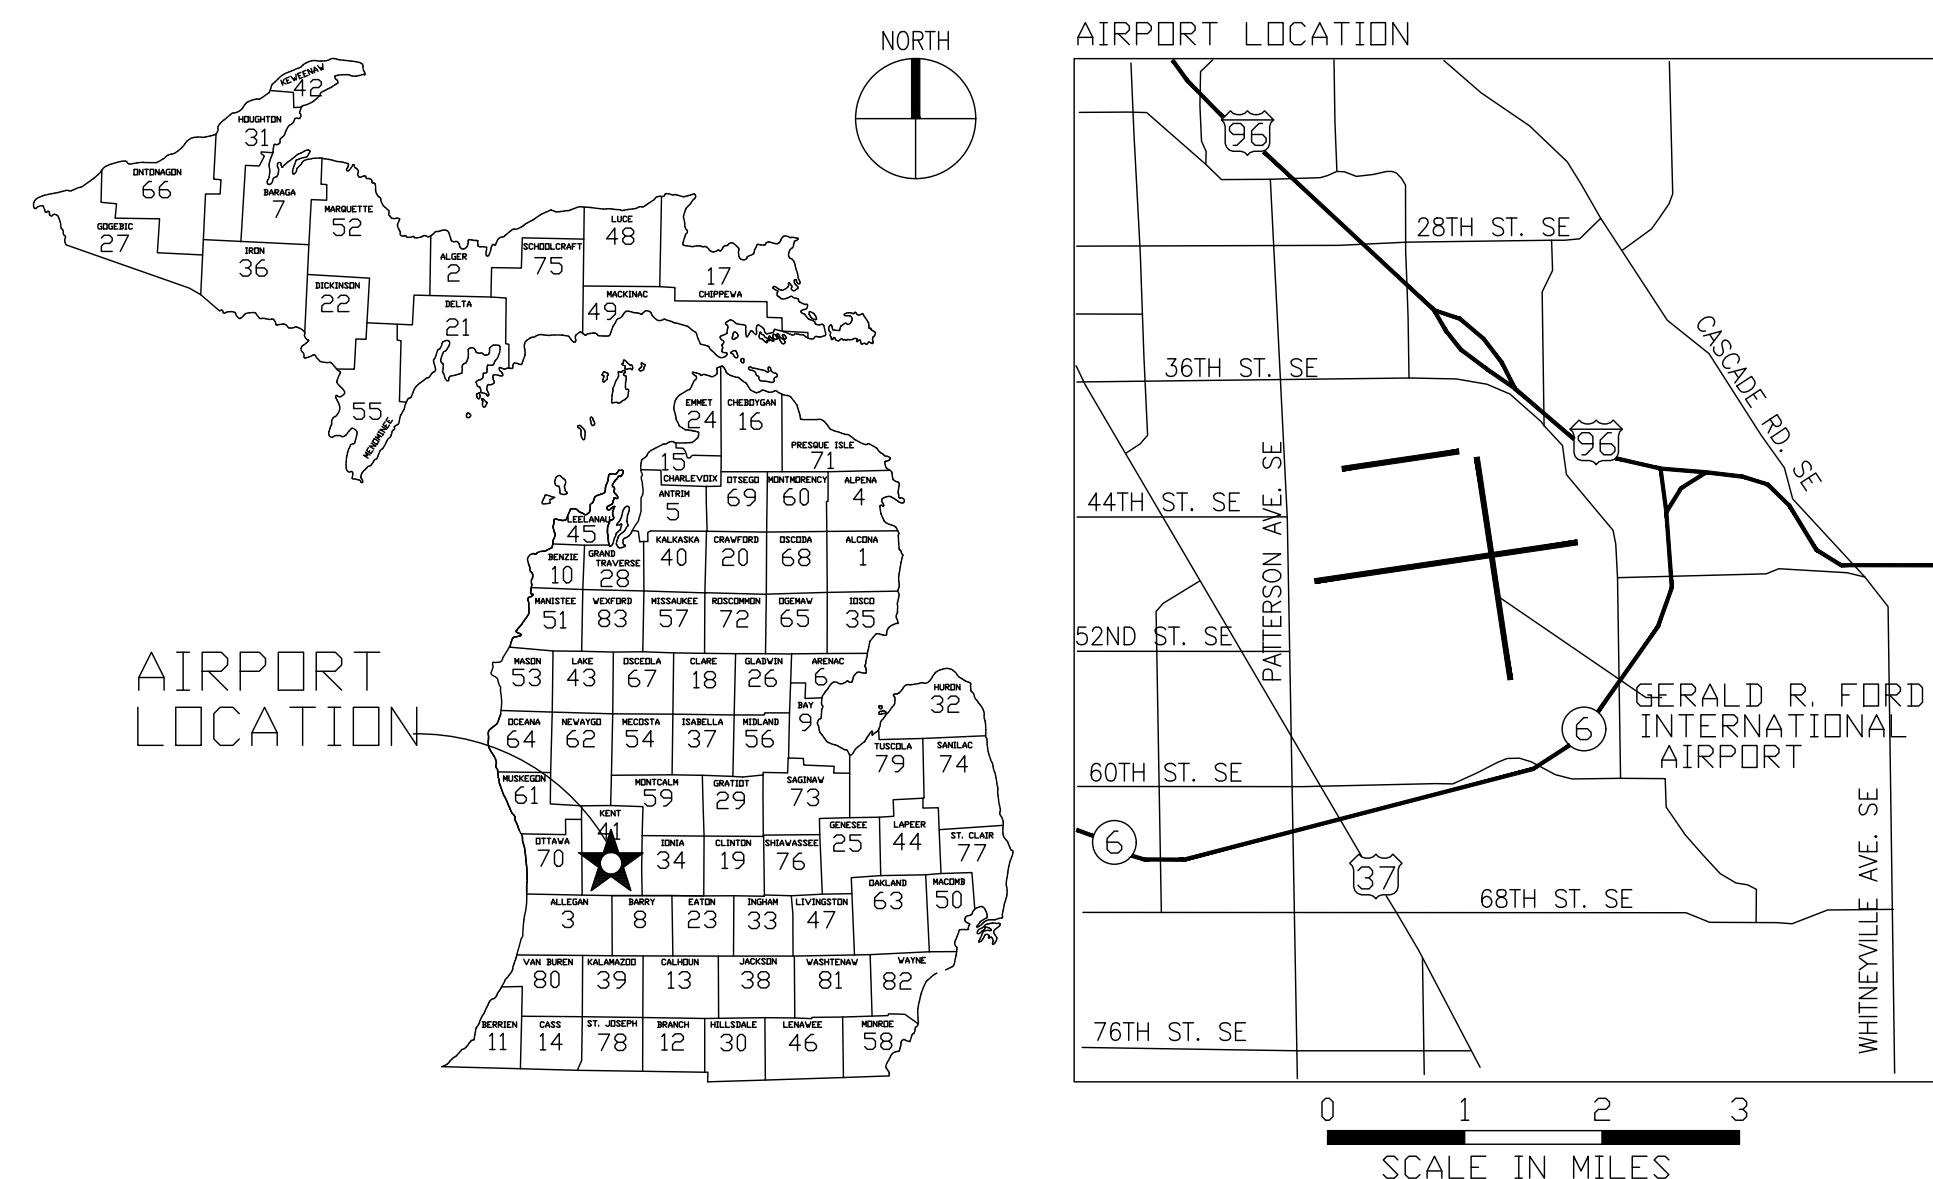 NORTH
KEWEENAW
42
HOUGHTON
31
ONTONAGON
66
BARAGA
7
GOGEBIC
27
MARQUETTE
52
IRON
36
DICKINSON
22
ALGER
2
SCHOOLCRAFT
75
LUCE
48
17
CHIPPEWA
DELTA
21
MACKINAC
49
55
MENOMINEE
EMMET
24
CHEBOYGAN
16
PRESQUE ISLE
71
15
CHARLEVOIX
ANTRIM
5
OTSEGO
69
MONTMORENCY
60
ALPENA
4
LEELANAU
45
BENZIE
10
GRAND
TRAVERSE
28
KALKASKA
40
CRAWFORD
20
OSCODA
68
ALCONA
1
MANISTEE
51
WEXFORD
83
MISSAUKEE
57
ROSCOMMON
72
OGEMAW
65
IOSCO
35
AIRPORT
LOCATION
MASON
53
LAKE
43
OSCEOLA
67
CLARE
18
GLADWIN
26
ARENAC
6
HURON
32
OCEANA
64
NEWAYGO
62
MECOSTA
54
ISABELLA
37
MIDLAND
56
BAY
9
TUSCOLA
79
SANILAC
74
MUSKEGON
61
MONTCALM
59
GRATIOT
29
SAGINAW
73
KENT
41
OTTAWA
70
IONIA
34
CLINTON
19
SHIAWASSEE
76
GENESEE
25
LAPEER
44
ST. CLAIR
77
ALLEGAN
3
BARRY
8
EATON
23
INGHAM
33
LIVINGSTON
47
OAKLAND
63
MACOMB
50
VAN BUREN
80
KALAMAZOO
39
CALHOUN
13
JACKSON
38
WASHTENAW
81
WAYNE
82
BERRIEN
11
CASS
14
ST. JOSEPH
78
BRANCH
12
HILLSDALE
30
LENAWEE
46
MONROE
58
AIRPORT LOCATION
96
28TH ST. SE
36TH ST. SE
CASCADE RD. SE
96
44TH ST. SE
PATTERSON AVE. SE
52ND ST. SE
GERALD R. FORD
INTERNATIONAL
AIRPORT
6
60TH ST. SE
6
37
68TH ST. SE
WHITNEYVILLE AVE. SE
76TH ST. SE
0 1 2 3
SCALE IN MILES